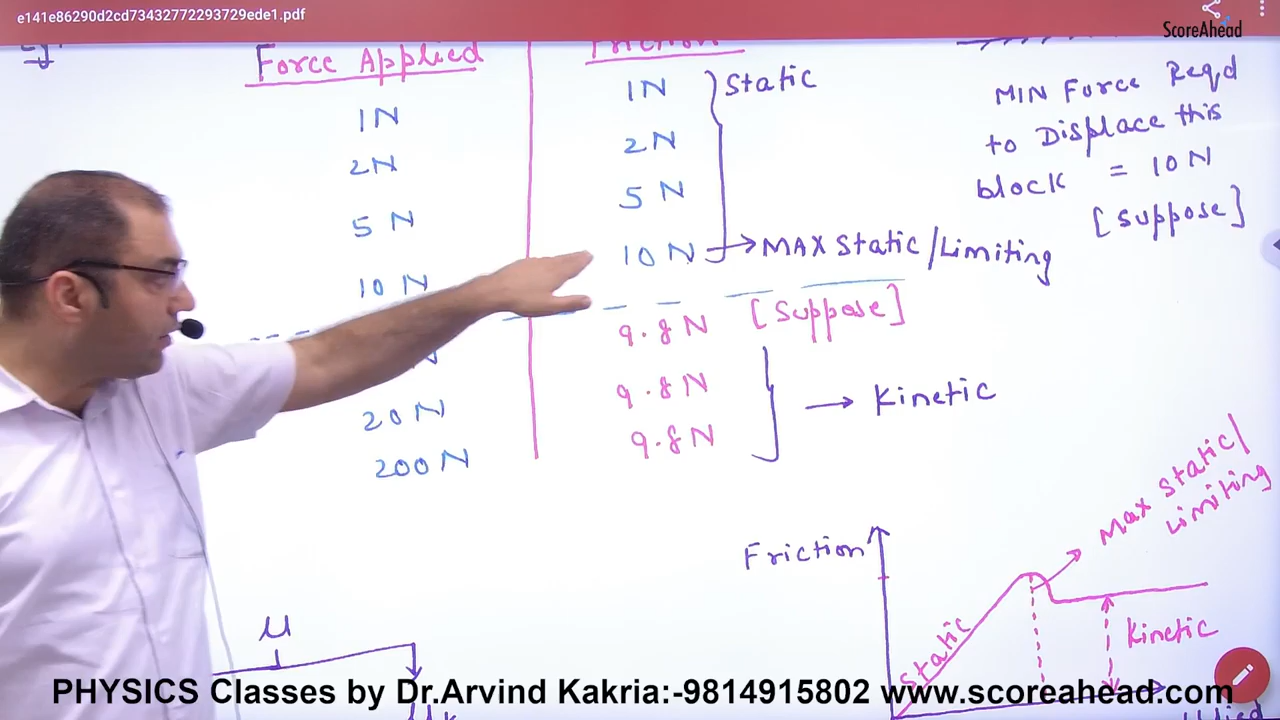 e141e86290d2cd73432772293729ede1.pdf
ScoreAhead
Force Applied
Friction
1N
2N
5 N
10 N
20 N
200 N
1N
Static
2 N
5 N
10 N → MAX Static/Limiting
9.8 N [Suppose]
9.8 N
9.8 N
→ Kinetic
MIN Force Reqd
to Displace this
block = 10 N
[Suppose]
Friction
Static
Max Static/
Limiting
Kinetic
μ
PHYSICS Classes by Dr.Arvind Kakria:-9814915802 www.scoreahead.com